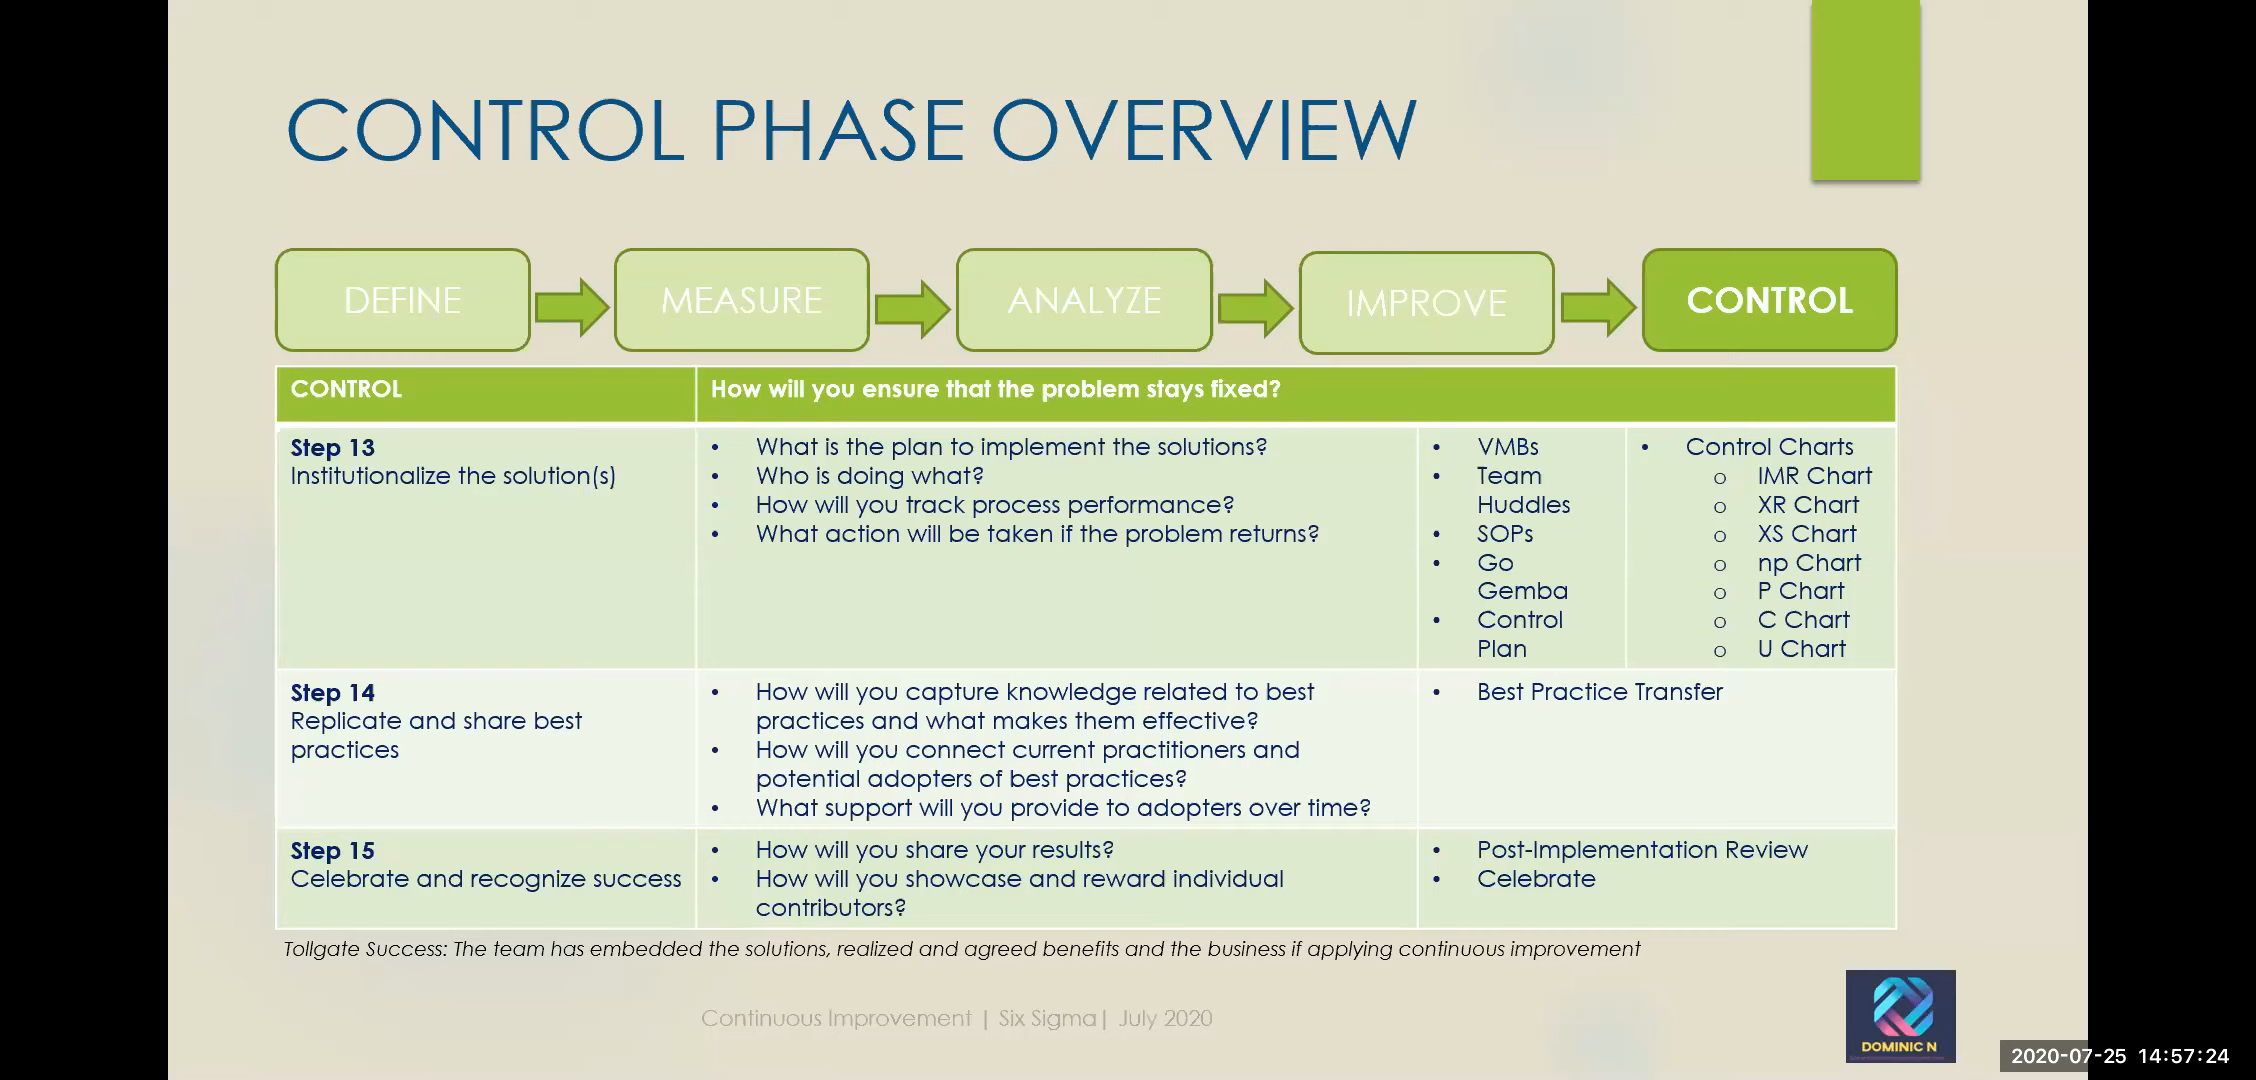 CONTROL PHASE OVERVIEW
DEFINE
MEASURE
ANALYZE
IMPROVE
CONTROL
CONTROL
How will you ensure that the problem stays fixed?
Step 13
Institutionalize the solution(s)
• What is the plan to implement the solutions?
• Who is doing what?
• How will you track process performance?
• What action will be taken if the problem returns?
• VMBs
• Team
Huddles
• SOPs
• Go
Gemba
• Control
Plan
• Control Charts
o IMR Chart
o XR Chart
o XS Chart
o np Chart
o P Chart
o C Chart
o U Chart
Step 14
Replicate and share best
practices
• How will you capture knowledge related to best
practices and what makes them effective?
• How will you connect current practitioners and
potential adopters of best practices?
• What support will you provide to adopters over time?
• Best Practice Transfer
Step 15
Celebrate and recognize success
• How will you share your results?
• How will you showcase and reward individual
contributors?
• Post-Implementation Review
• Celebrate
Tollgate Success: The team has embedded the solutions, realized and agreed benefits and the business if applying continuous improvement
Continuous Improvement | Six Sigma| July 2020
DOMINIC N
2020-07-25 14:57:24